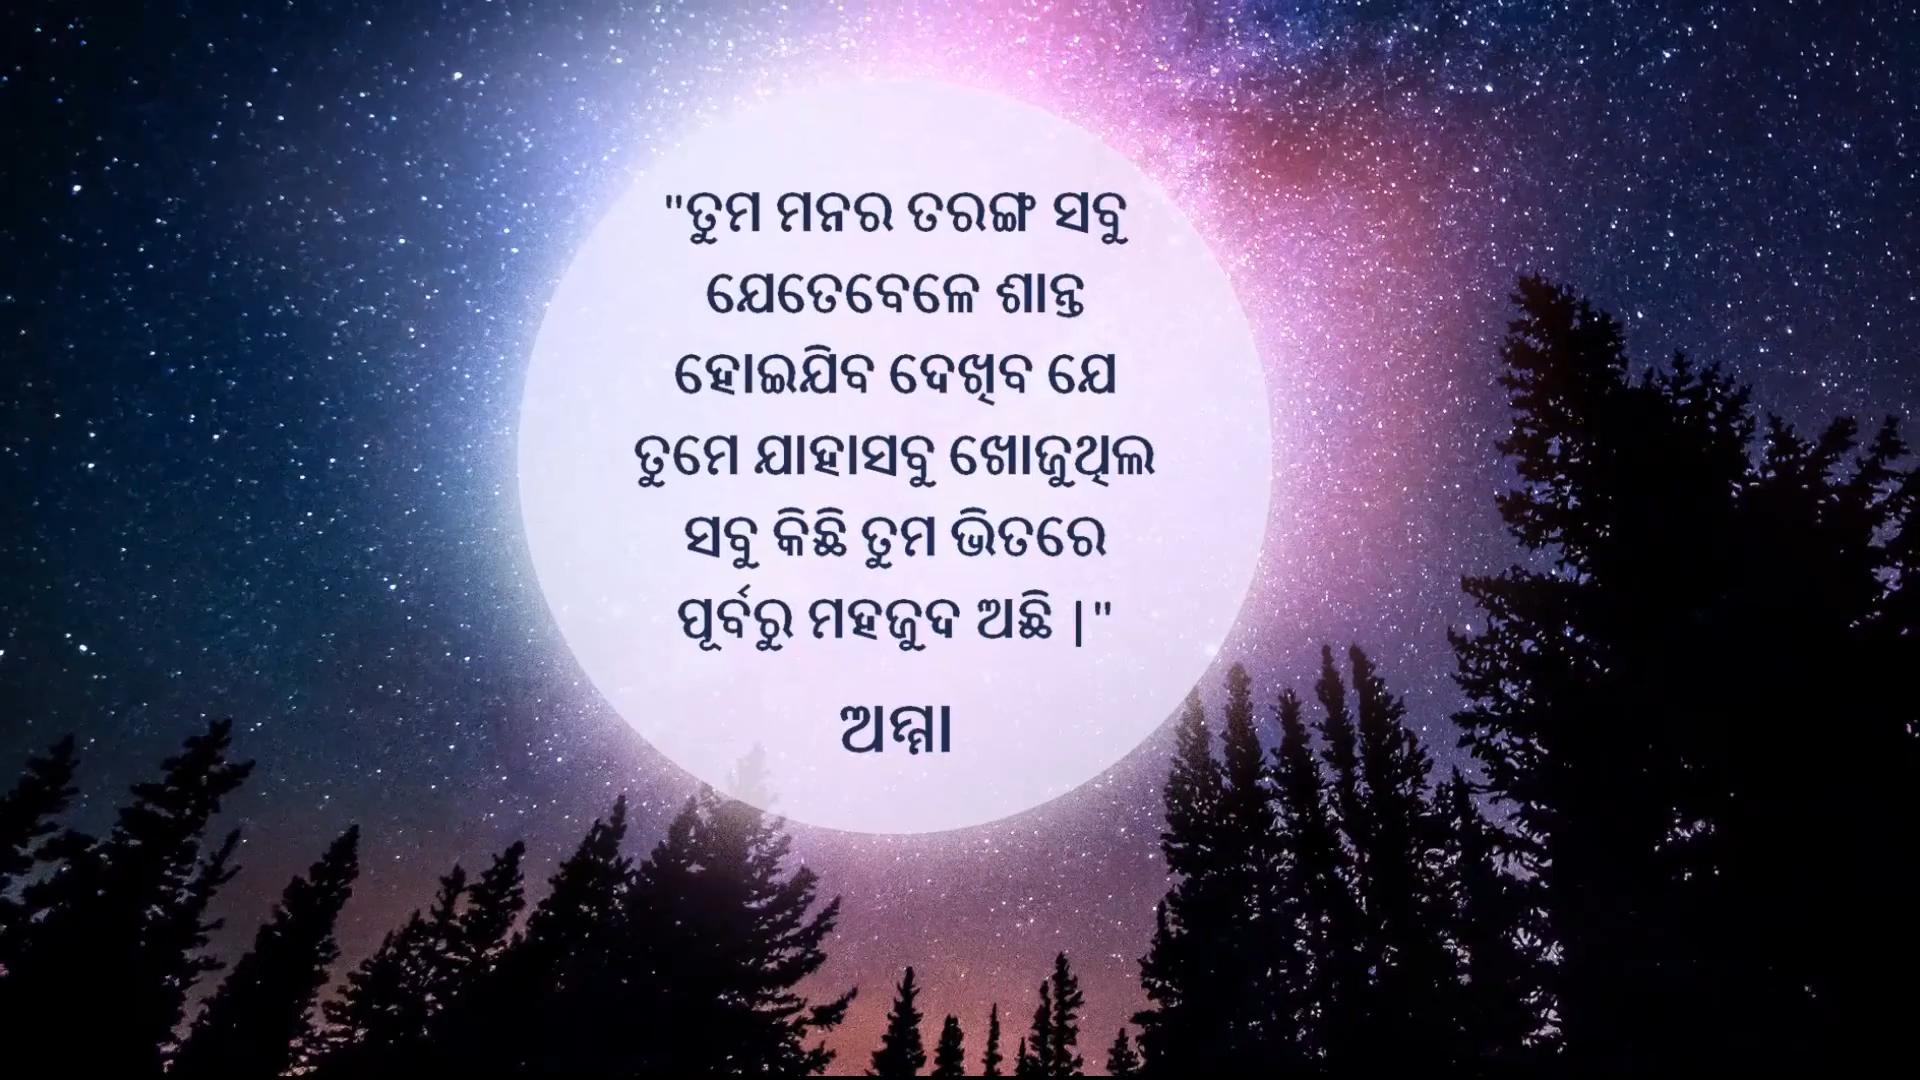 "ତୁମ ମନର ତରଙ୍ଗ ସବୁ
ଯେତେବେଳେ ଶାନ୍ତ
ହୋଇଯିବ ଦେଖିବ ଯେ
ତୁମେ ଯାହାସବୁ ଖୋଜୁଥିଲ
ସବୁ କିଛି ତୁମ ଭିତରେ
ପୂର୍ବରୁ ମହଜୁଦ ଅଛି |"
ଅମ୍ମା